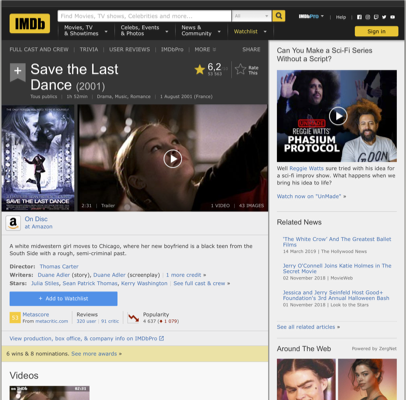 IMDb
Find Movies, TV shows, Celebrities and more...
All
IMDbPro
Help
Movies, TV
& Showtimes
Celebs, Events
& Photos
News &
Community
Watchlist
Sign in
FULL CAST AND CREW | TRIVIA | USER REVIEWS | IMDbPro | MORE
SHARE
Save the Last
Dance (2001)
6,2
Rate
This
Tous publics | 1h 52min | Drama, Music, Romance | 1 August 2001 (France)
SAVE THE LAST DANCE
2:31 | Trailer
1 VIDEO | 43 IMAGES
On Disc
at Amazon
A white midwestern girl moves to Chicago, where her new boyfriend is a black teen from the
South Side with a rough, semi-criminal past.
Director: Thomas Carter
Writers: Duane Adler (story), Duane Adler (screenplay) | 1 more credit »
Stars: Julia Stiles, Sean Patrick Thomas, Kerry Washington | See full cast & crew »
+ Add to Watchlist
Metascore
From metacritic.com
Reviews
320 user | 91 critic
Popularity
4 637
View production, box office, & company info on IMDbPro
6 wins & 8 nominations. See more awards »
Videos
Can You Make a Sci-Fi Series
Without a Script?
REGGIE WATTS'
PHASIUM
PROTOCOL
Well Reggie Watts sure tried with his idea
for a sci-fi improv show. What happens when we
bring his idea to life?
Watch now on "UnMade" »
Related News
'The White Crow' And The Greatest Ballet
Films
14 March 2019 | The Hollywood News
Jerry O'Connell Joins Katie Holmes in The
Secret Movie
02 November 2018
Jessica and Jerry Seinfeld Host Good+
Foundation's 3rd Annual Halloween Bash
01 November 2018 | Look to the Stars
See all related articles »
Around The Web
Powered by ZergNet